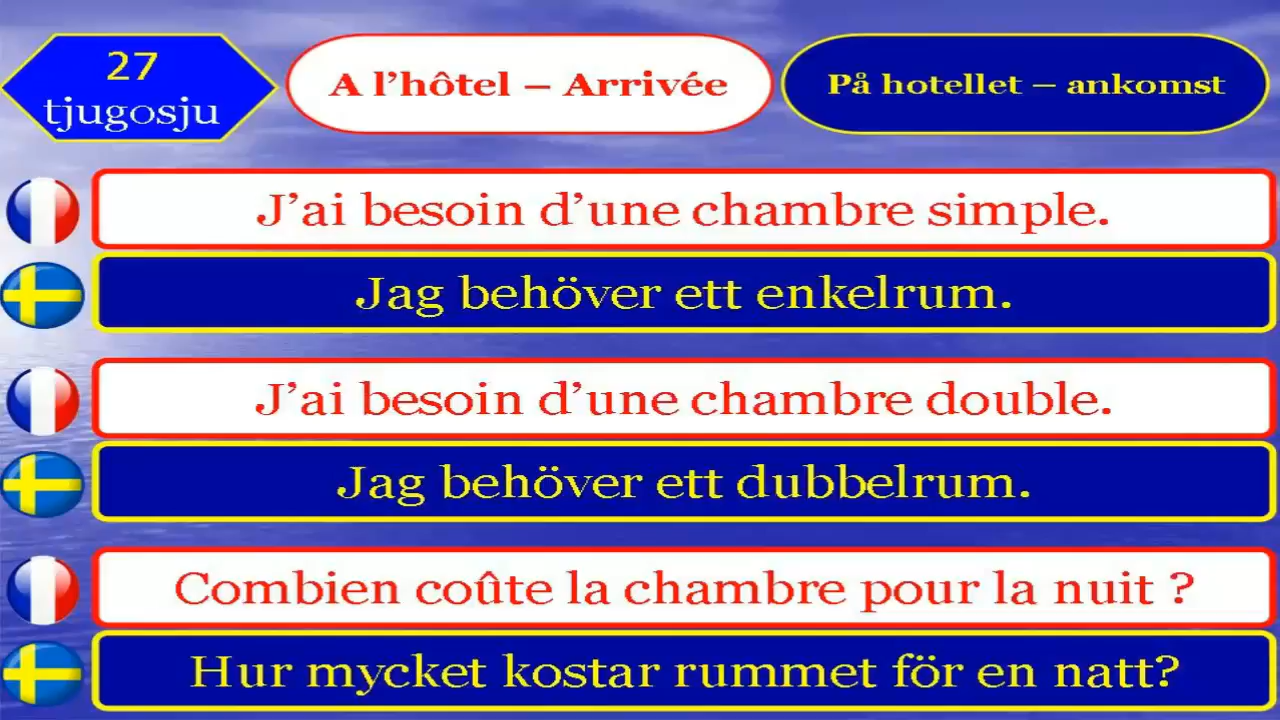 27
tjugosju
A l’hôtel – Arrivée
På hotellet – ankomst
J’ai besoin d’une chambre simple.
Jag behöver ett enkelrum.
J’ai besoin d’une chambre double.
Jag behöver ett dubbelrum.
Combien coûte la chambre pour la nuit ?
Hur mycket kostar rummet för en natt?